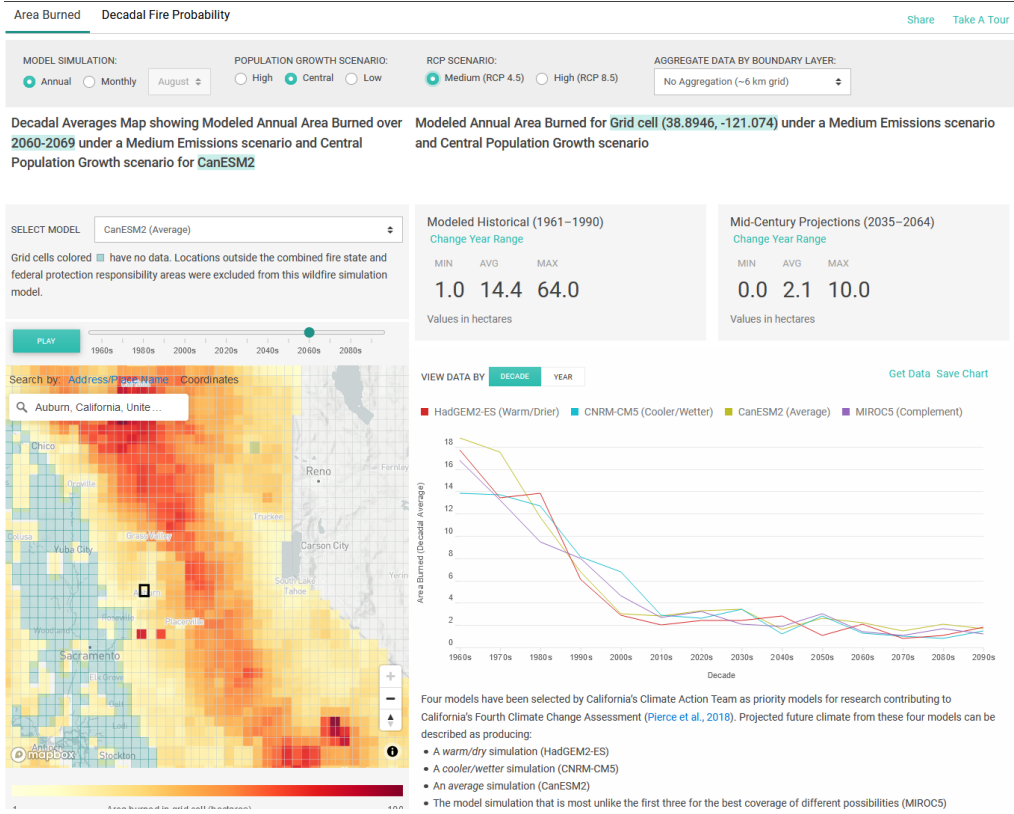 Area Burned Decadal Fire Probability
Share Take A Tour
MODEL SIMULATION:
Annual Monthly August
POPULATION GROWTH SCENARIO:
High Central Low
RCP SCENARIO:
Medium (RCP 4.5) High (RCP 8.5)
AGGREGATE DATA BY BOUNDARY LAYER:
No Aggregation (~6 km grid)
Decadal Averages Map showing Modeled Annual Area Burned over
2060-2069 under a Medium Emissions scenario and Central
Population Growth scenario for CanESM2
Modeled Annual Area Burned for Grid cell (38.8946, -121.074) under a Medium Emissions scenario
and Central Population Growth scenario
SELECT MODEL CanESM2 (Average)
Grid cells colored have no data. Locations outside the combined fire state and
federal protection responsibility areas were excluded from this wildfire simulation
model.
PLAY
1960s 1980s 2000s 2020s 2040s 2060s 2080s
Search by: Address/Place Name Coordinates
Auburn, California, Unite ...
Chico
Reno
Fernley
Oroville
Truckee
Colusa
Grass Valley
Yuba City
Carson City
South Lake
Tahoe
Yerin
Auburn
Roseville
Placerville
Woodland
Sacramento
Elk Grove
Galt
Lodi
Antioch
Stockton
mapbox
Area burned in grid cell (hectares)
Modeled Historical (1961–1990)
Change Year Range
MIN AVG MAX
1.0 14.4 64.0
Values in hectares
Mid-Century Projections (2035–2064)
Change Year Range
MIN AVG MAX
0.0 2.1 10.0
Values in hectares
VIEW DATA BY DECADE YEAR
Get Data Save Chart
HadGEM2-ES (Warm/Drier) CNRM-CM5 (Cooler/Wetter) CanESM2 (Average) MIROC5 (Complement)
Area Burned (Decadal Average)
18
16
14
12
10
8
6
4
2
0
1960s 1970s 1980s 1990s 2000s 2010s 2020s 2030s 2040s 2050s 2060s 2070s 2080s 2090s
Decade
Four models have been selected by California's Climate Action Team as priority models for research contributing to
California's Fourth Climate Change Assessment (Pierce et al., 2018). Projected future climate from these four models can be
described as producing:
• A warm/dry simulation (HadGEM2-ES)
• A cooler/wetter simulation (CNRM-CM5)
• An average simulation (CanESM2)
• The model simulation that is most unlike the first three for the best coverage of different possibilities (MIROC5)